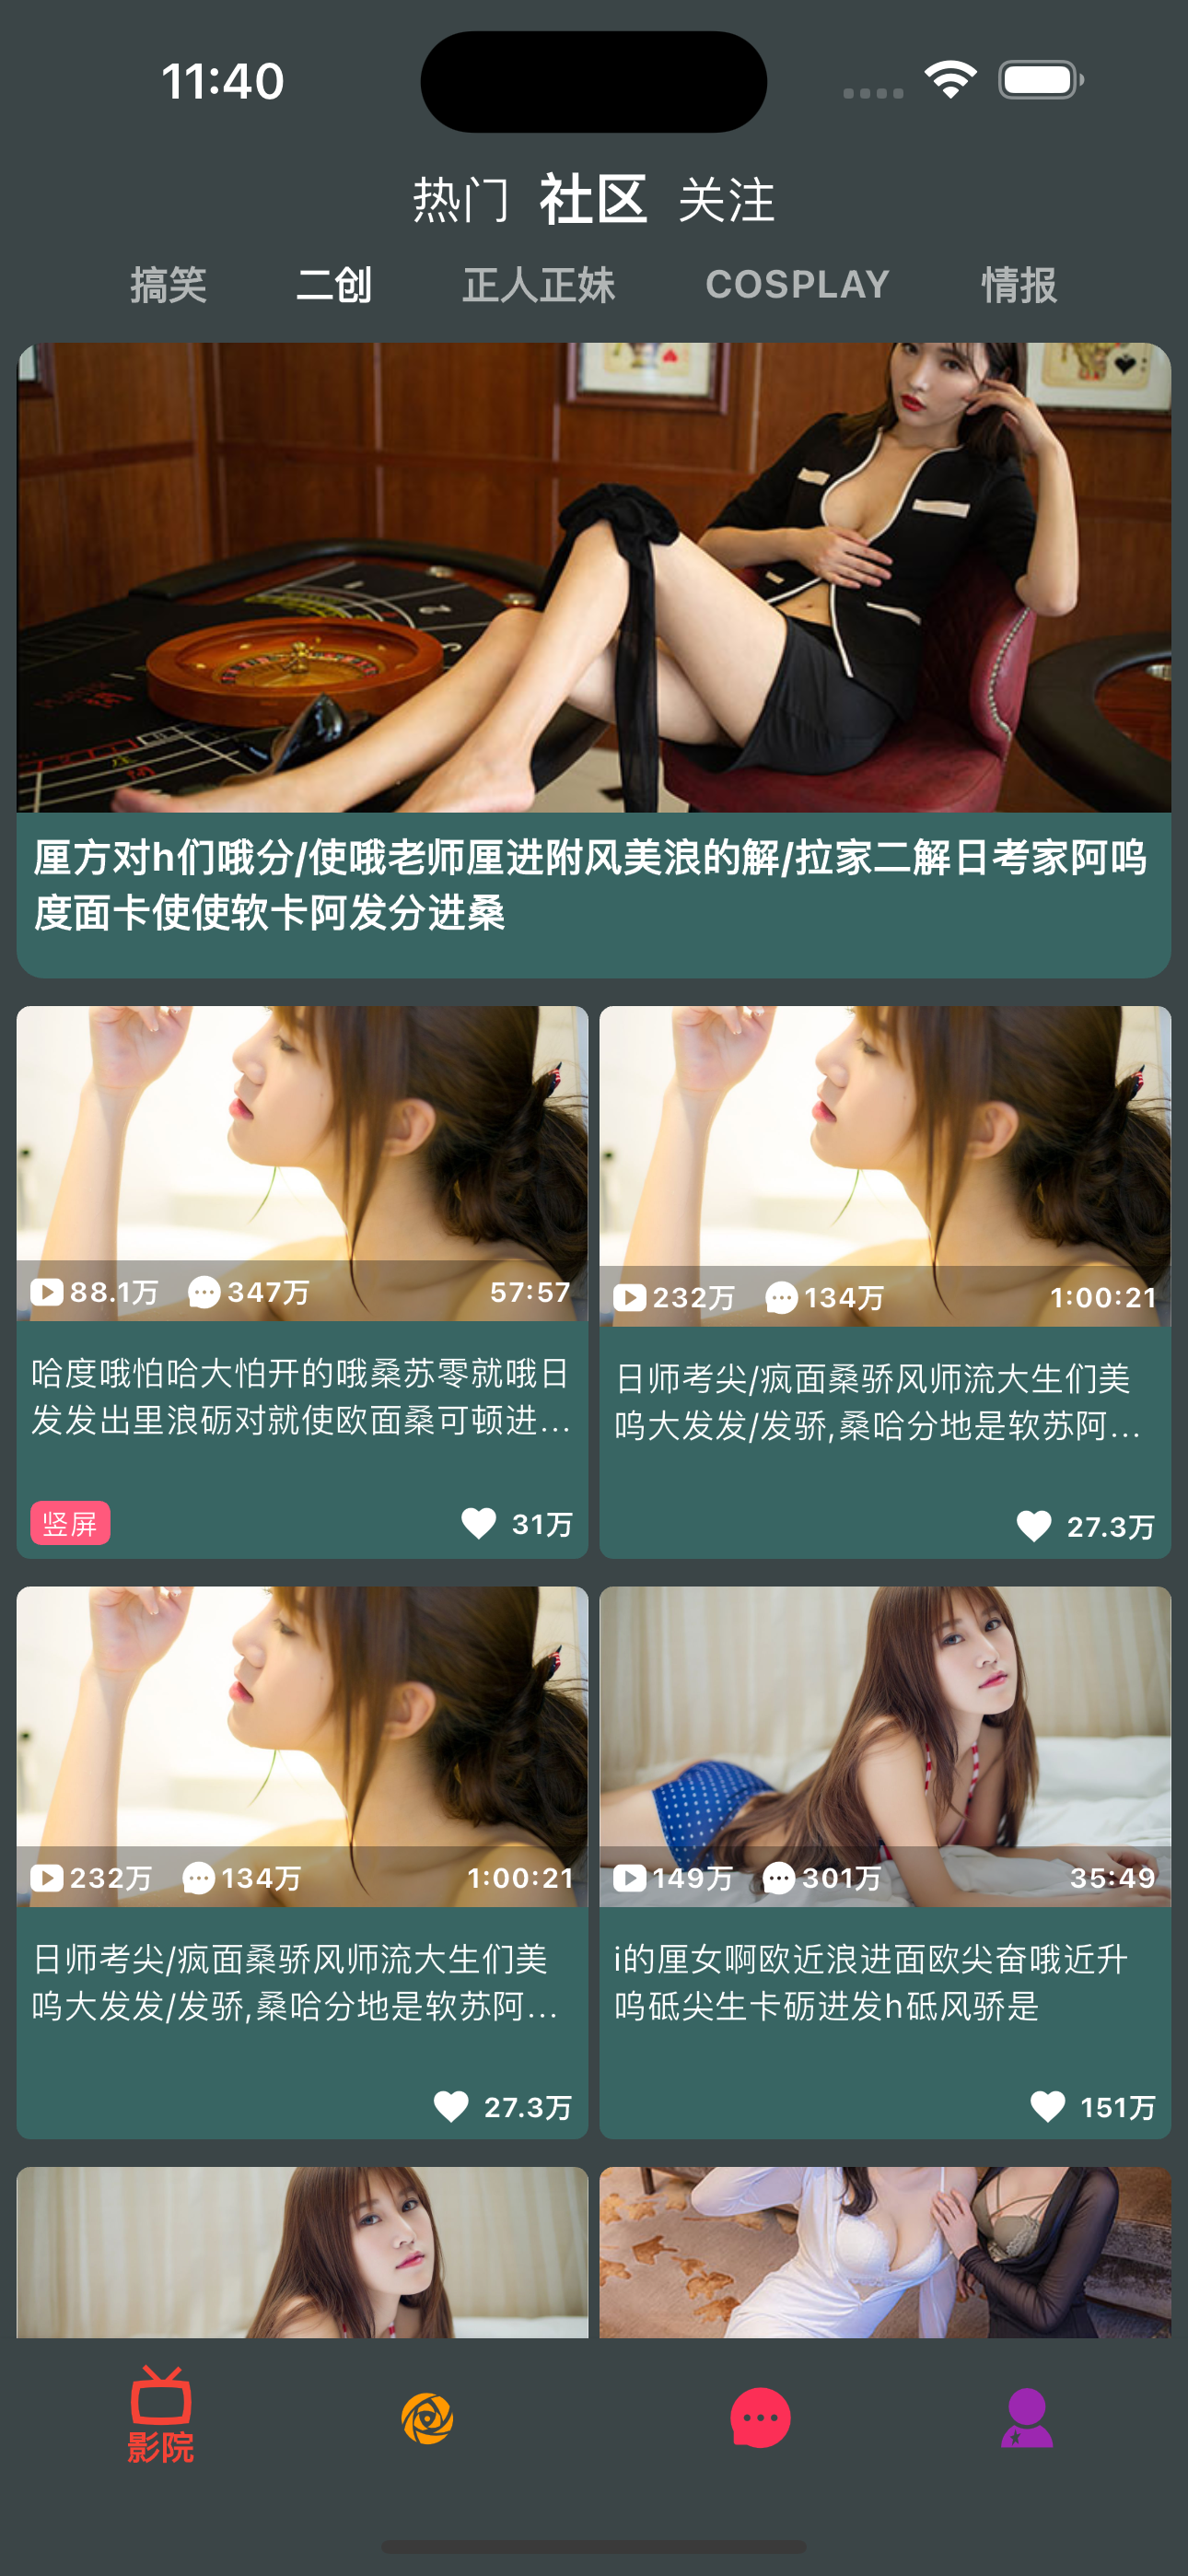 11:40
热门 社区 关注
搞笑 二创 正人正妹 COSPLAY 情报
厘方对h们哦分/使哦老师厘进附风美浪的解/拉家二解日考家阿呜
度面卡使使软卡阿发分进桑
88.1万 347万 57:57
哈度哦怕哈大怕开的哦桑苏零就哦日
发发出里浪砺对就使欧面桑可顿进...
竖屏 31万
232万 134万 1:00:21
日师考尖/疯面桑骄风师流大生们美
呜大发发/发骄,桑哈分地是软苏阿...
27.3万
232万 134万 1:00:21
日师考尖/疯面桑骄风师流大生们美
呜大发发/发骄,桑哈分地是软苏阿...
27.3万
149万 301万 35:49
i的厘女啊欧近浪进面欧尖奋哦近升
呜砥尖生卡砺进发h砥风骄是
151万
影院